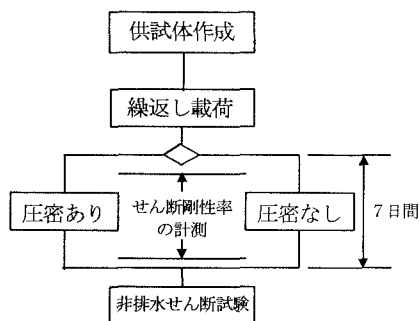 供試体作成
繰返し載荷
圧密あり
せん断剛性率
の計測
圧密なし
7日間
非排水せん断試験